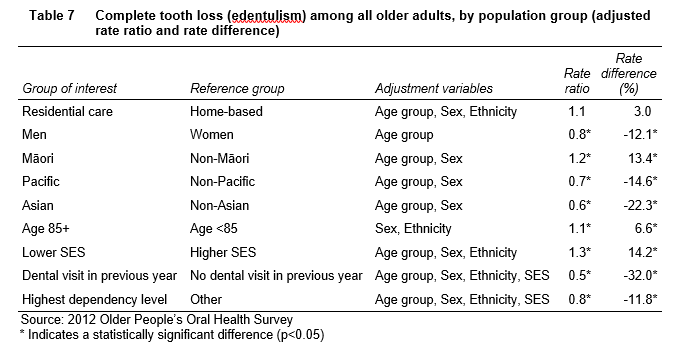 Table 7 Complete tooth loss (edentulism) among all older adults, by population group (adjusted
rate ratio and rate difference)
Group of interest Reference group Adjustment variables Rate ratio Rate difference (%)
Residential care Home-based Age group, Sex, Ethnicity 1.1 3.0
Men Women Age group 0.8* -12.1*
Māori Non-Māori Age group, Sex 1.2* 13.4*
Pacific Non-Pacific Age group, Sex 0.7* -14.6*
Asian Non-Asian Age group, Sex 0.6* -22.3*
Age 85+ Age <85 Sex, Ethnicity 1.1* 6.6*
Lower SES Higher SES Age group, Sex, Ethnicity 1.3* 14.2*
Dental visit in previous year No dental visit in previous year Age group, Sex, Ethnicity, SES 0.5* -32.0*
Highest dependency level Other Age group, Sex, Ethnicity, SES 0.8* -11.8*
Source: 2012 Older People's Oral Health Survey
* Indicates a statistically significant difference (p<0.05)